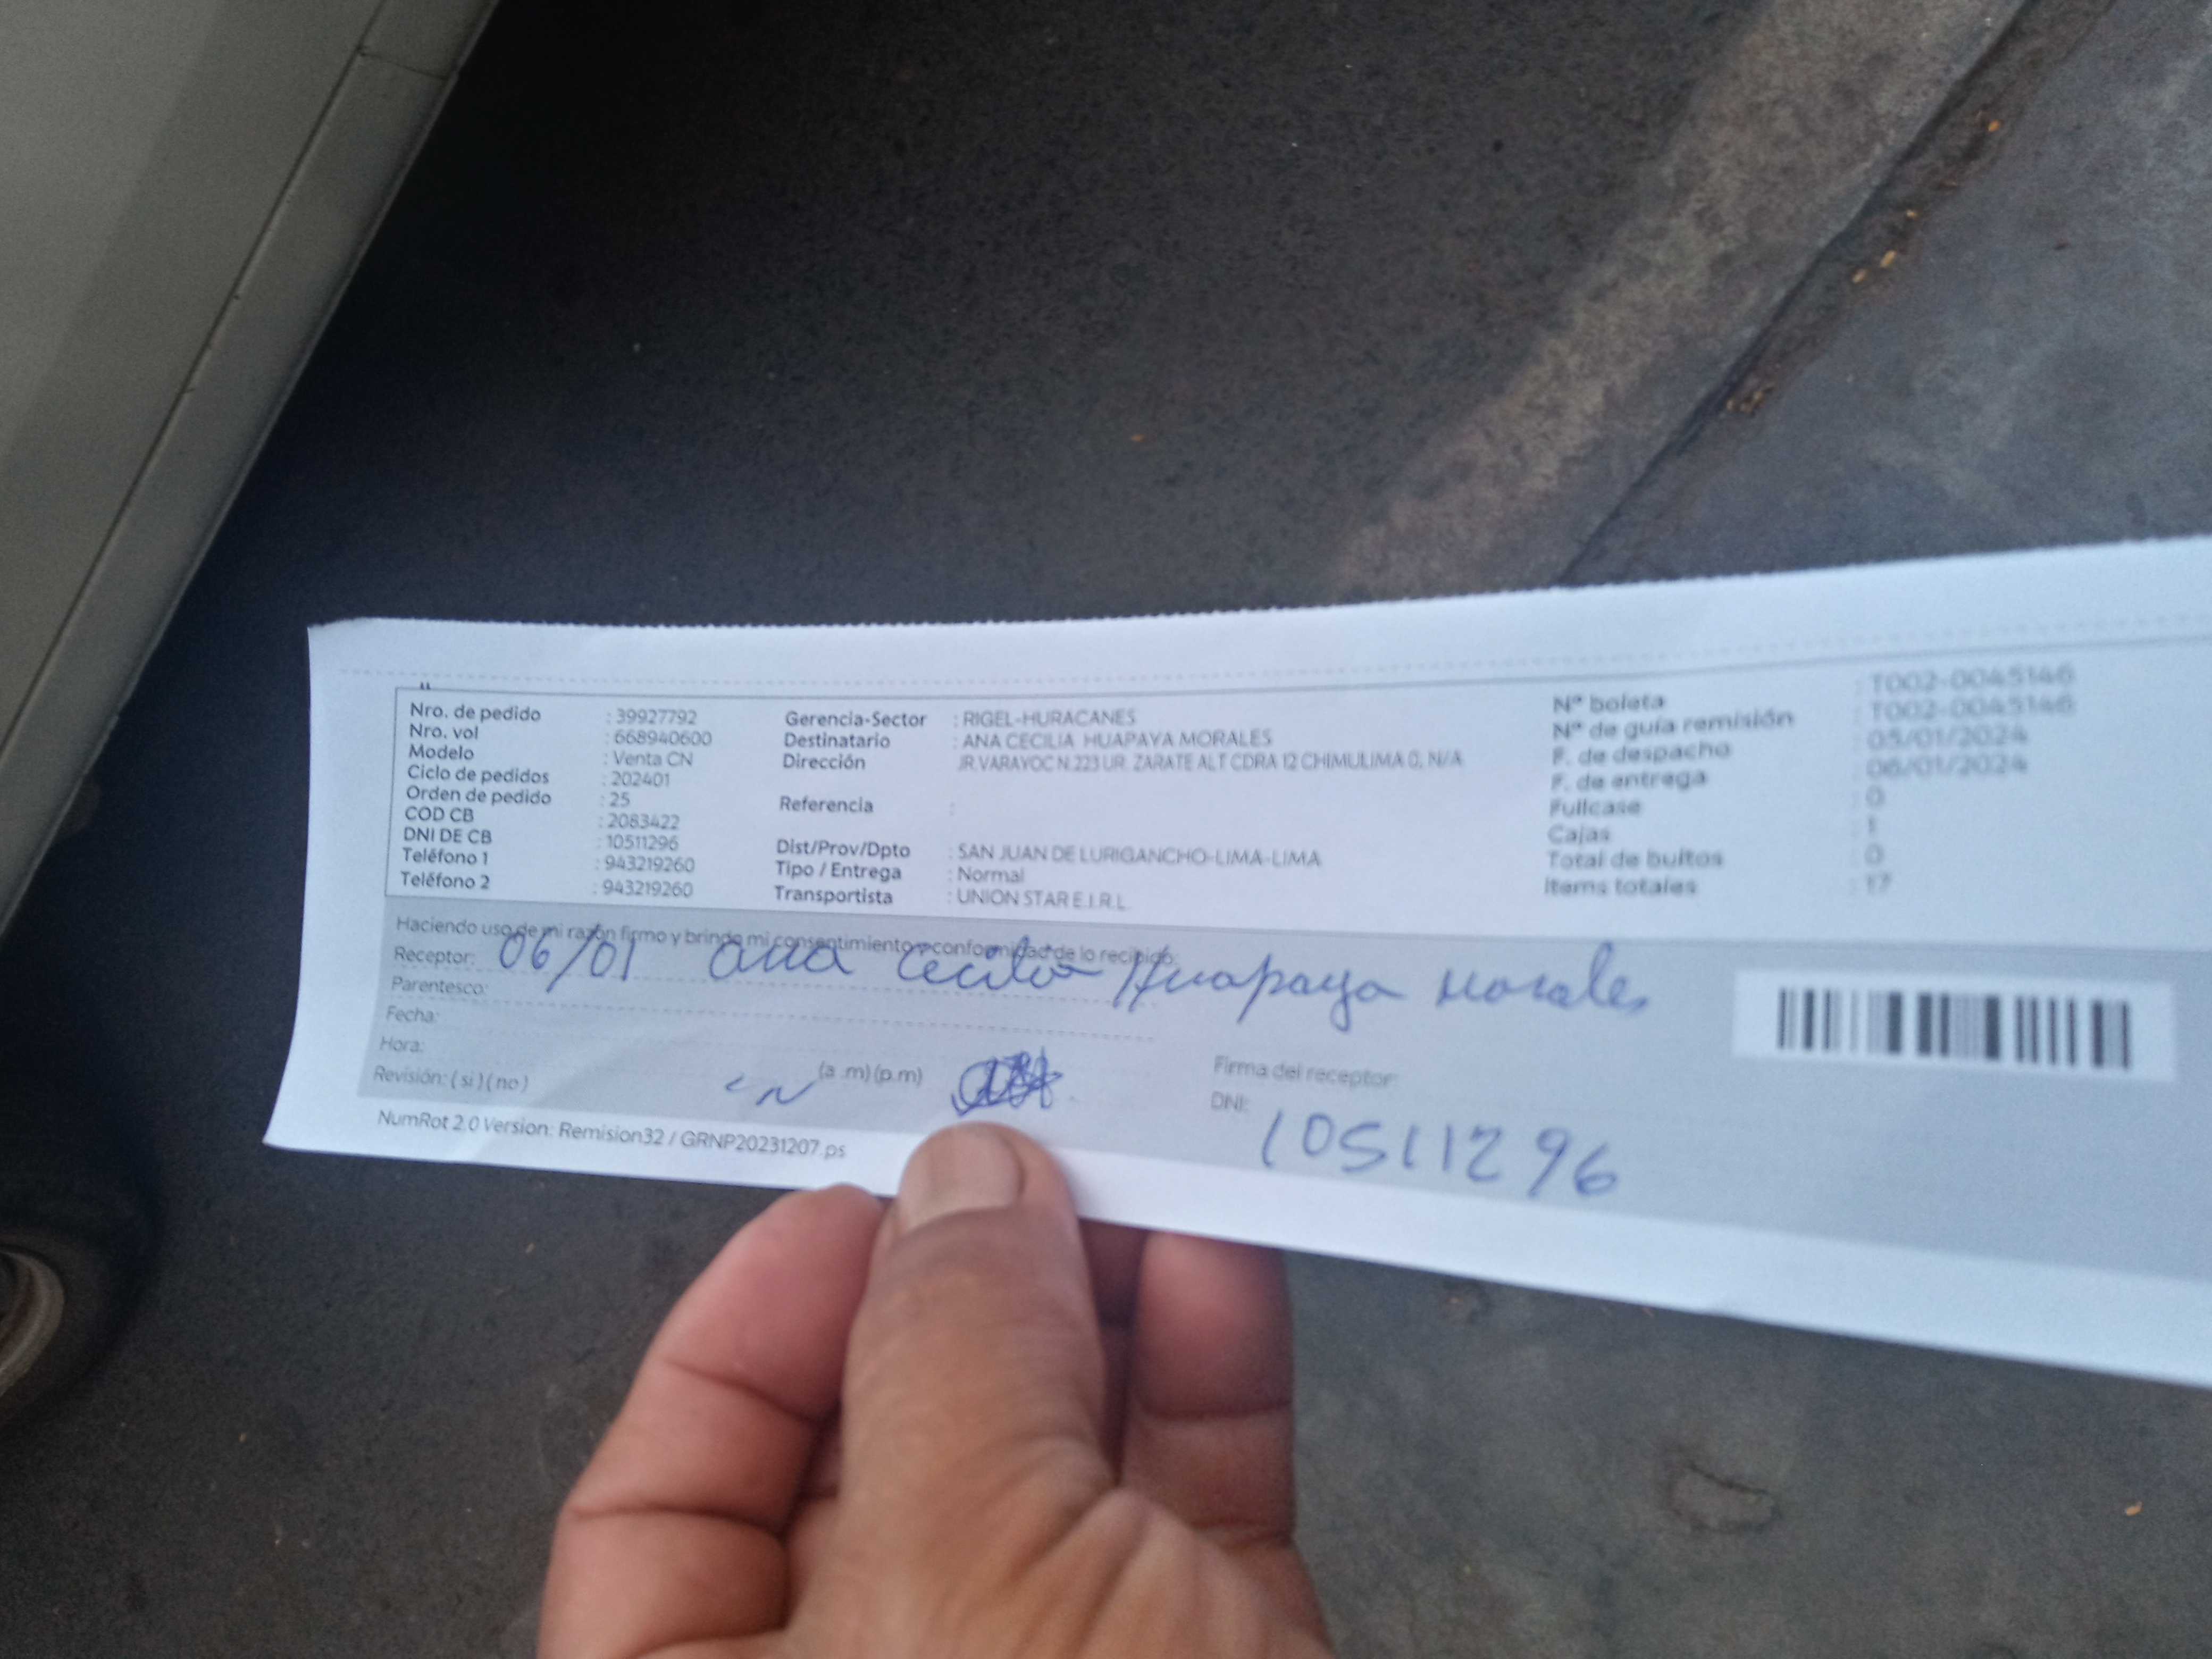 Nro. de pedido : 39927792
Nro. vol : 668940600
Modelo : Venta CN
Ciclo de pedidos : 202401
Orden de pedido : 25
COD CB : 2083422
DNI DE CB : 10511296
Teléfono 1 : 943219260
Teléfono 2 : 943219260
Gerencia-Sector : RIGEL-HURACANES
Destinatario : ANA CECILIA HUAPAYA MORALES
Dirección JR.VARAYOC N.223 UR. ZARATE ALT CDRA 12 CHIMULIMA 0, N/A
Referencia :
Dist/Prov/Dpto : SAN JUAN DE LURIGANCHO-LIMA-LIMA
Tipo / Entrega : Normal
Transportista : UNION STAR E.I.R.L.
N° boleta : T002-0045146
N° de guía remisión : T002-0045146
F. de despacho : 05/01/2024
F. de entrega : 06/01/2024
Fullcase : 0
Cajas : 1
Total de bultos : 0
Items totales : 17
Haciendo uso de mi razón firmo y brindo mi consentimiento y conformidad de lo recibido:
Receptor: 06/01 Ana Cecilia Huapaya Morales
Parentesco:
Fecha:
Hora: (a .m) (p.m)
Revisión: ( si ) ( no )
Firma del receptor:
DNI: 10511296
NumRot 2.0 Version: Remision32 / GRNP20231207.ps